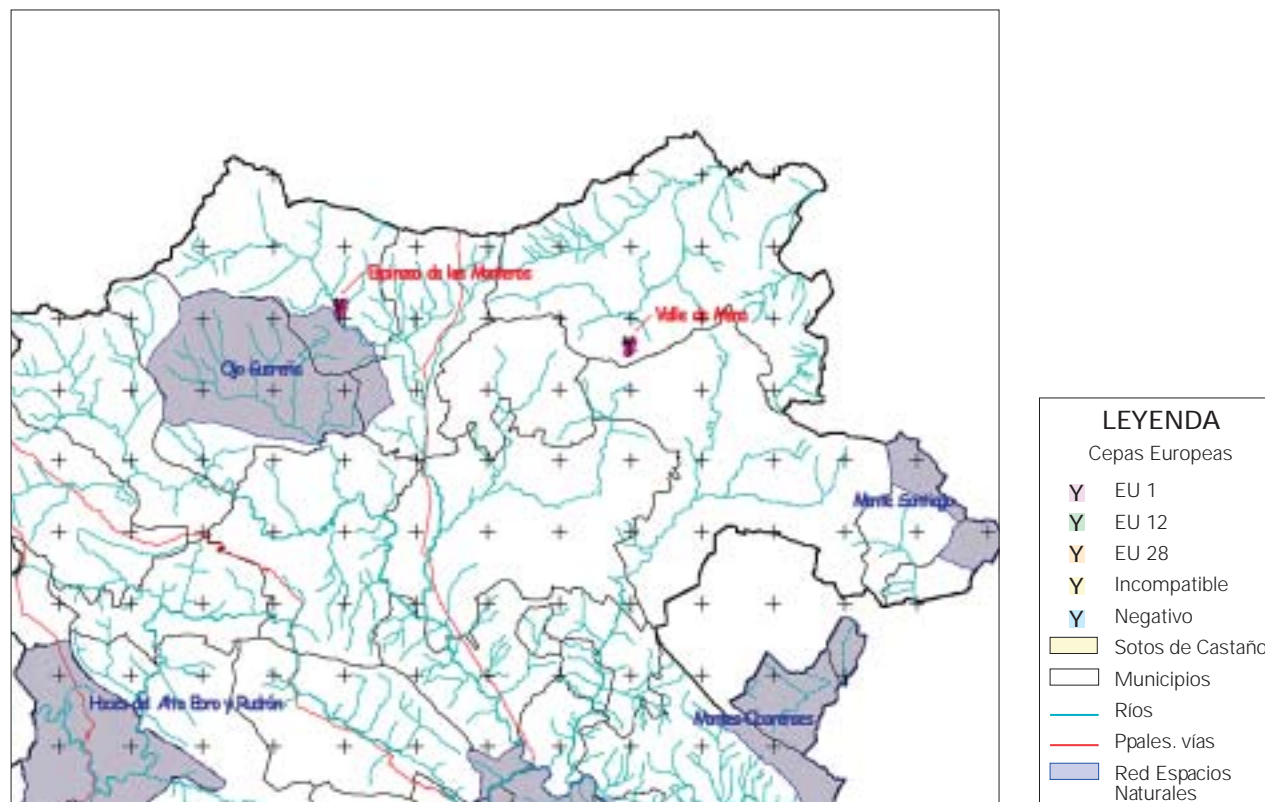 Espinosa de los Monteros
Valle de Mena
Ojo Guareña
Monte Santiago
Hoces del Alto Ebro y Rudrón
Montes Obarenes
LEYENDA
Cepas Europeas
Y EU 1
Y EU 12
Y EU 28
Y Incompatible
Y Negativo
Sotos de Castaño
Municipios
Ríos
Ppales. vías
Red Espacios
Naturales